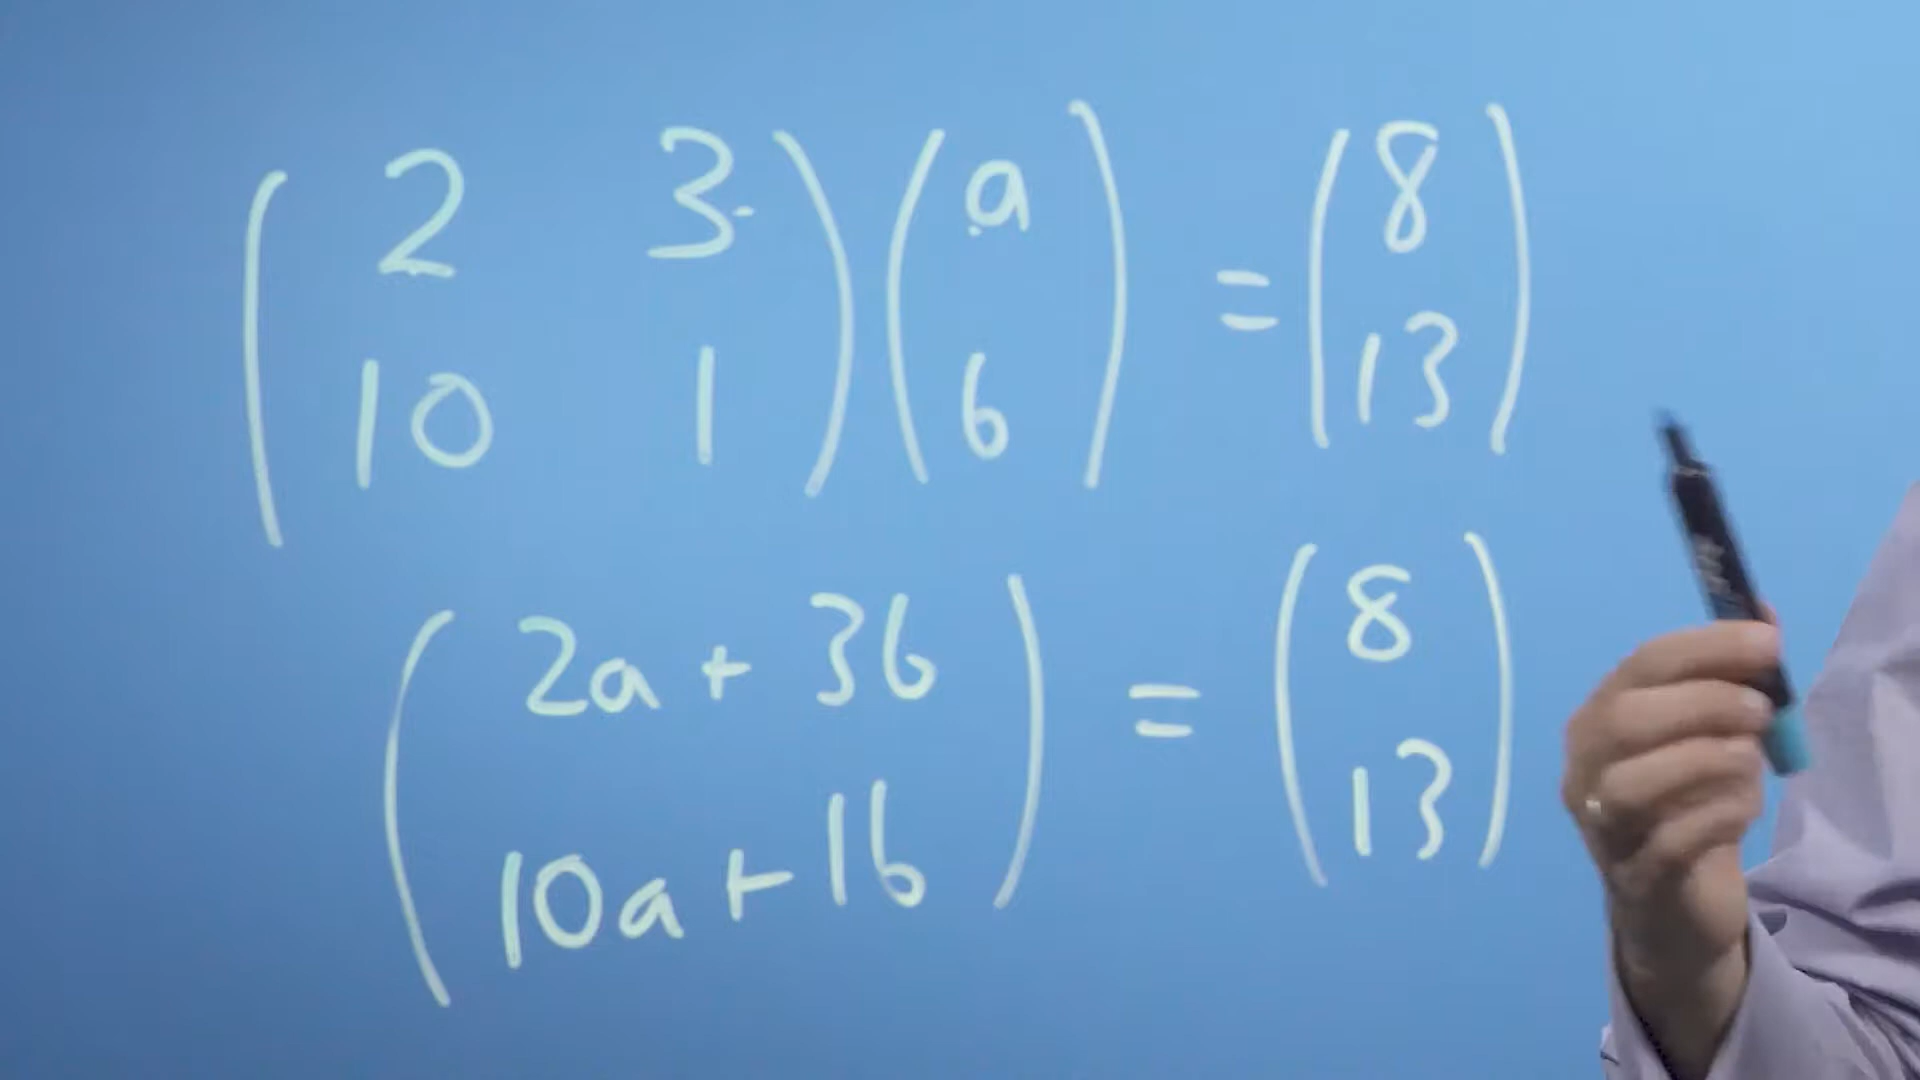 ( 2 3 ) ( a ) = ( 8 )
( 10 1 ) ( b ) = ( 13 )
( 2a + 3b ) = ( 8 )
( 10a + 1b ) = ( 13 )